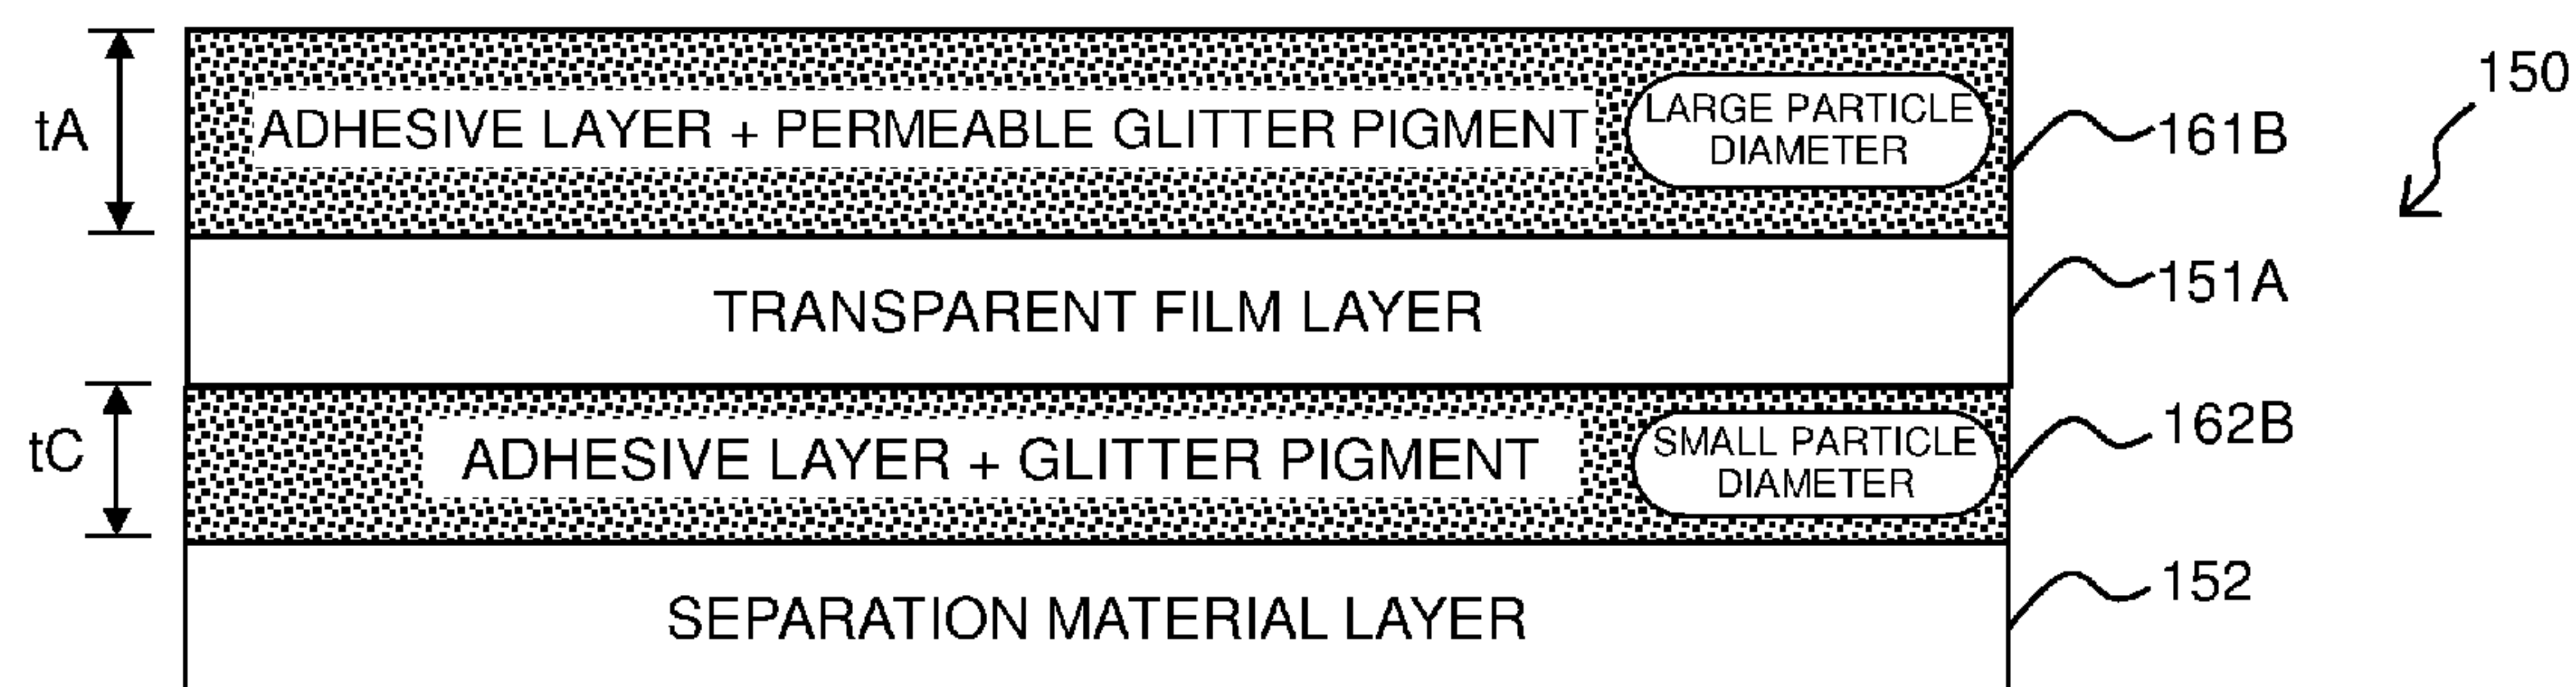 150
tA
ADHESIVE LAYER + PERMEABLE GLITTER PIGMENT
LARGE PARTICLE
DIAMETER
161B
TRANSPARENT FILM LAYER
151A
tC
ADHESIVE LAYER + GLITTER PIGMENT
SMALL PARTICLE
DIAMETER
162B
SEPARATION MATERIAL LAYER
152